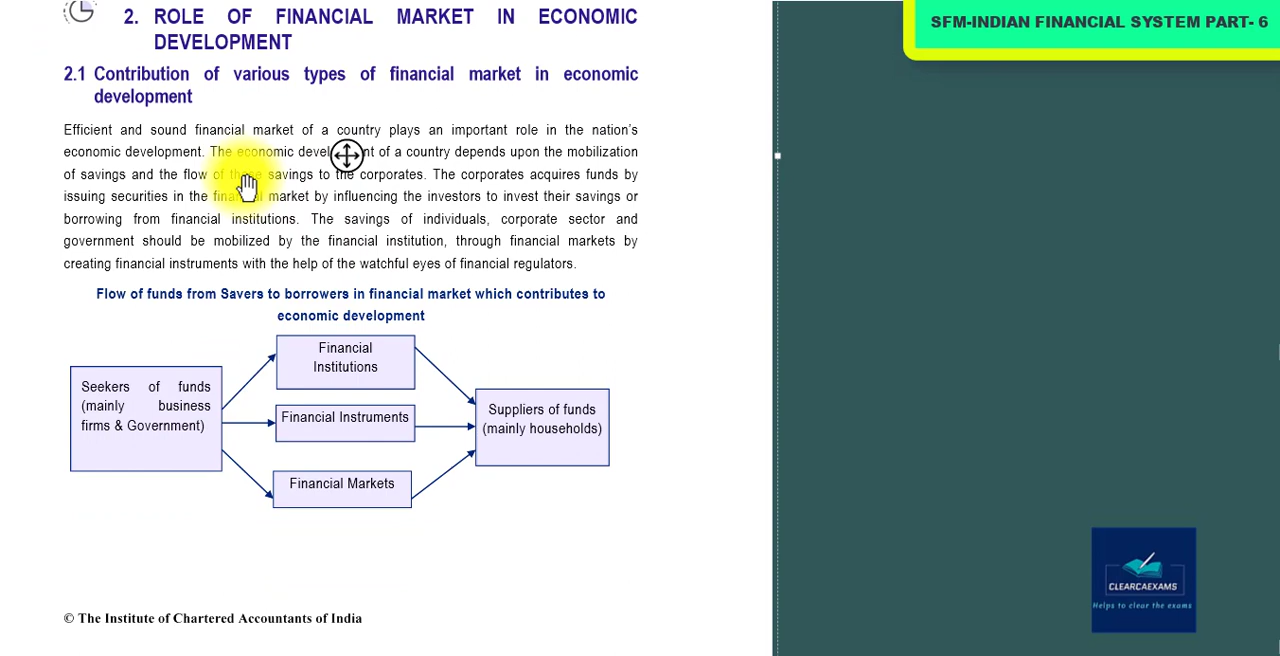 2. ROLE OF FINANCIAL MARKET IN ECONOMIC
DEVELOPMENT
2.1 Contribution of various types of financial market in economic
development
Efficient and sound financial market of a country plays an important role in the nation's
economic development. The economic nt of a country depends upon the mobilization
of savings and the flow of these savings to the corporates. The corporates acquires funds by
issuing securities in the financial market by influencing the investors to invest their savings or
borrowing from financial institutions. The savings of individuals, corporate sector and
government should be mobilized by the financial institution, through financial markets by
creating financial instruments with the help of the watchful eyes of financial regulators.
Flow of funds from Savers to borrowers in financial market which contributes to
economic development
Seekers of funds
(mainly business
firms & Government)
Financial
Institutions
Financial Instruments
Financial Markets
Suppliers of funds
(mainly households)
© The Institute of Chartered Accountants of India
SFM-INDIAN FINANCIAL SYSTEM PART- 6
CLEARCAEXAMS
Helps to clear the exams